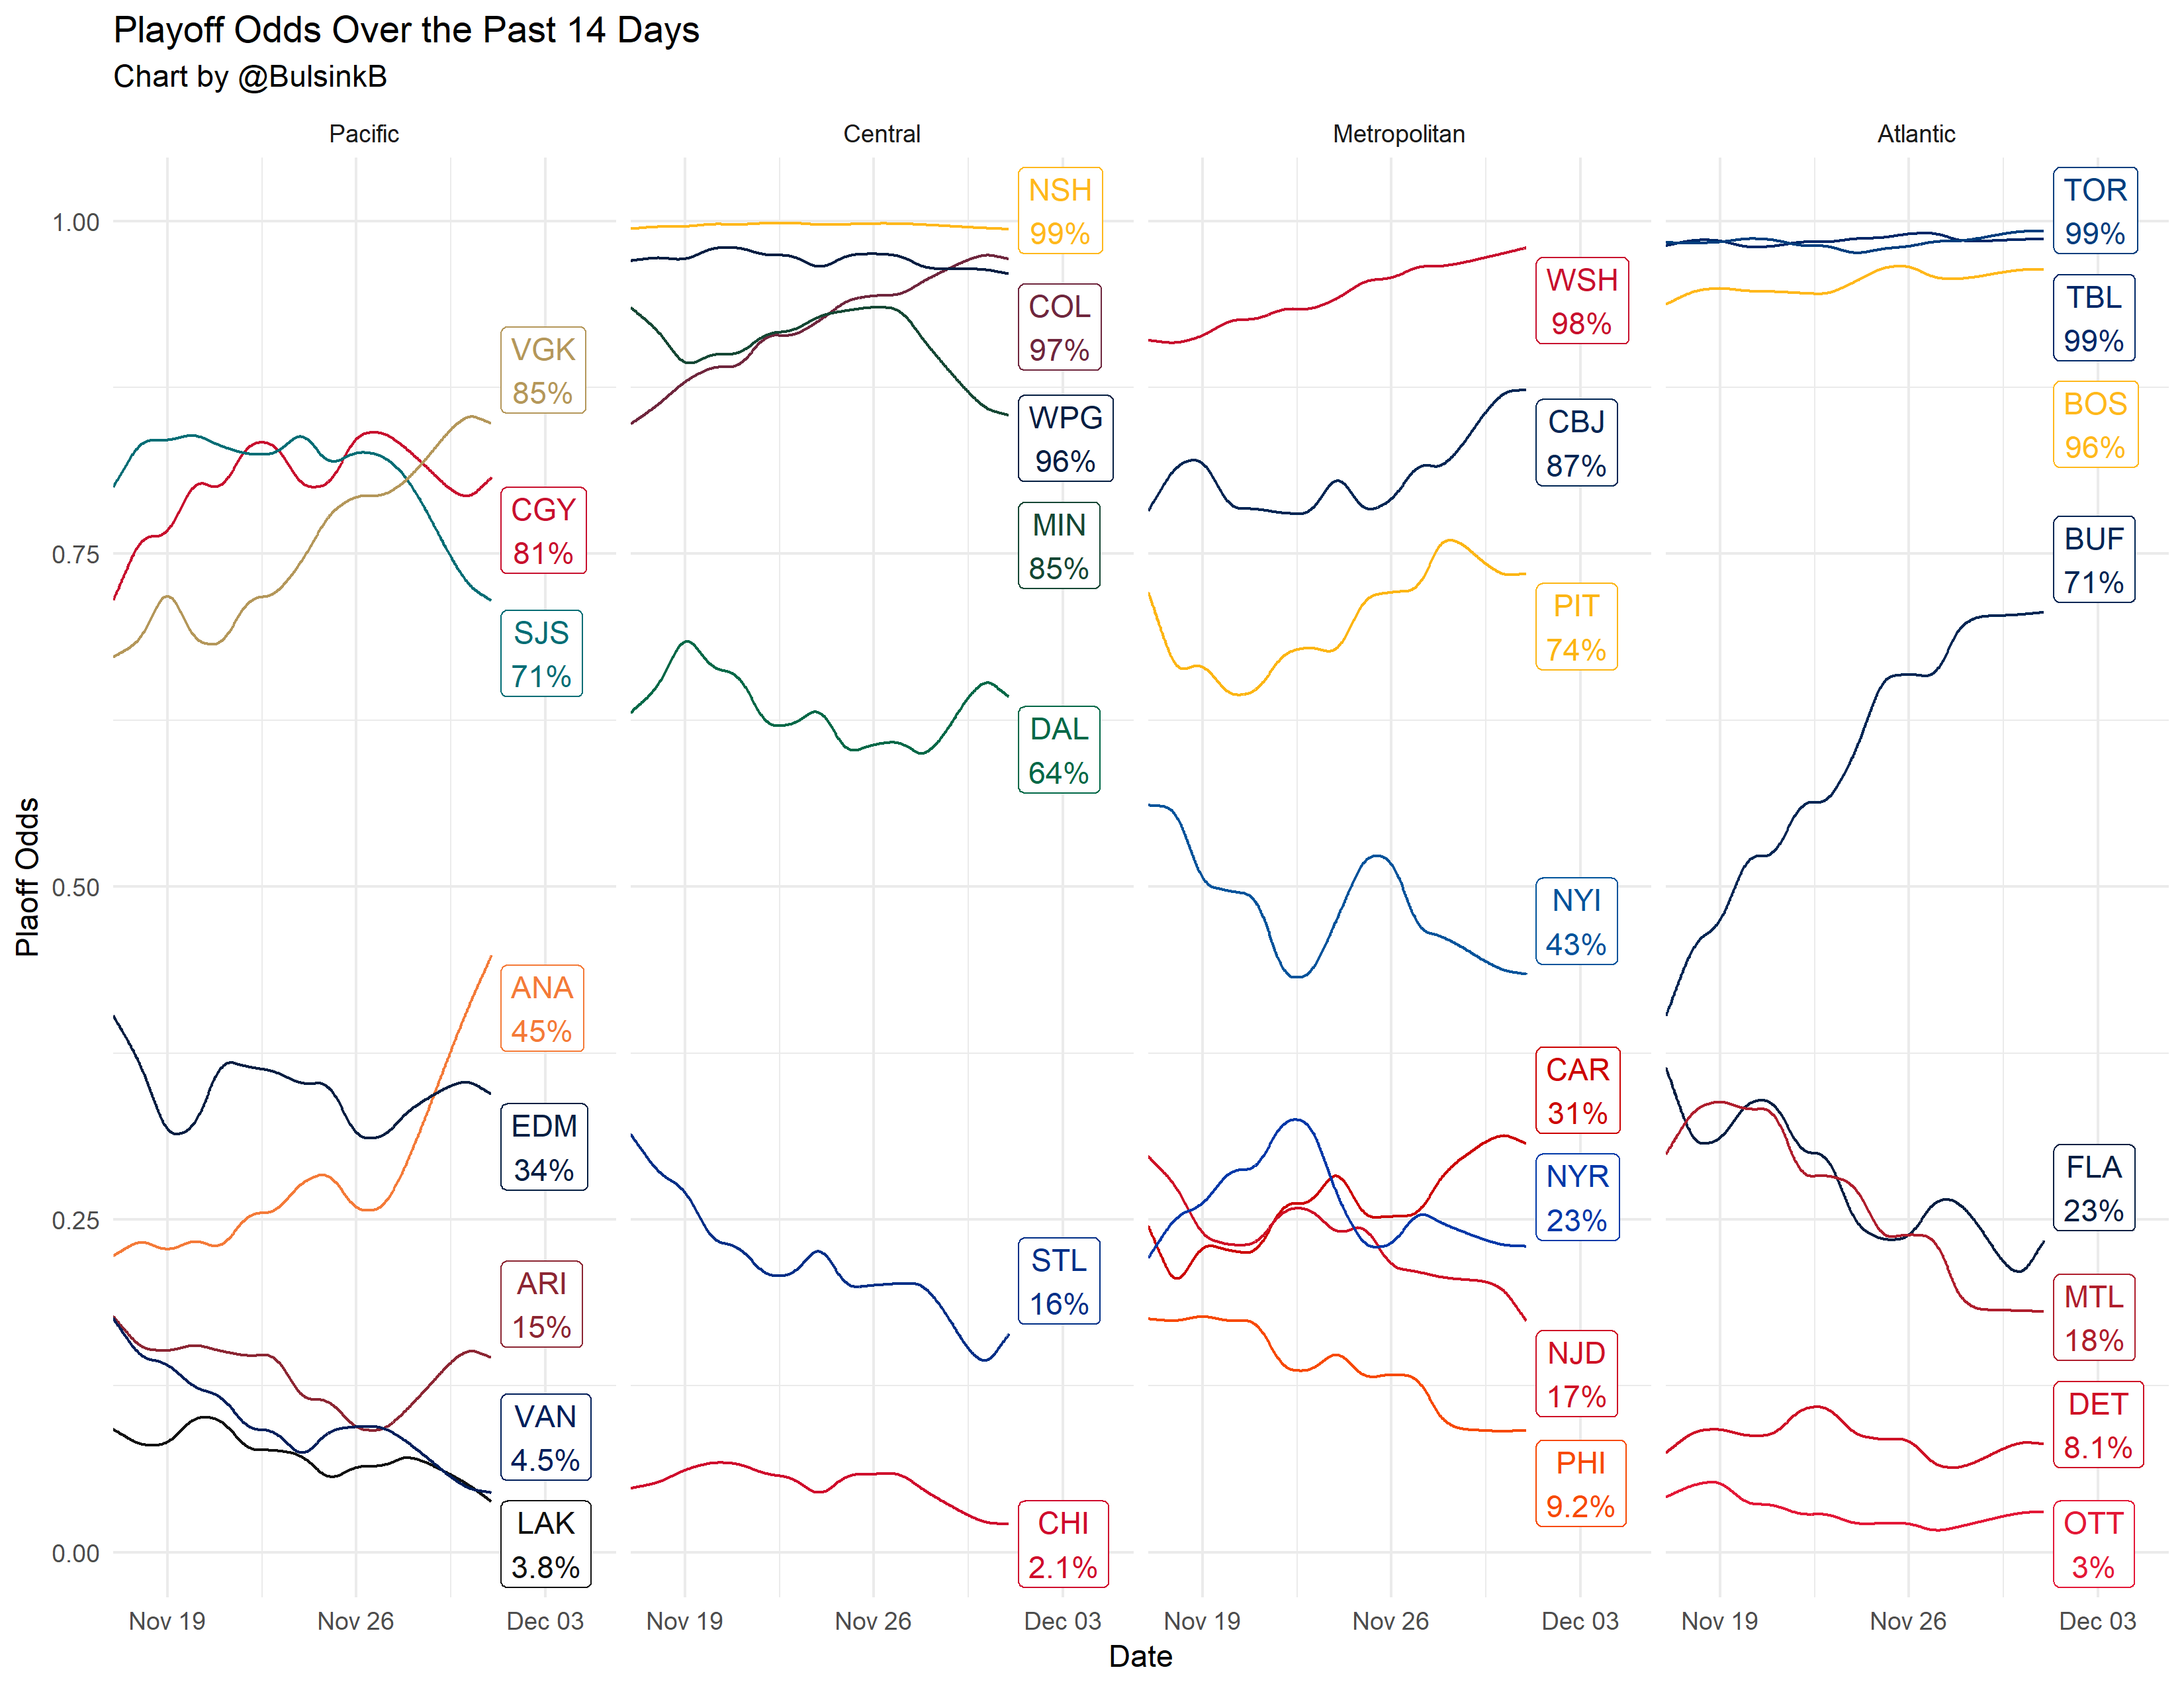 Playoff Odds Over the Past 14 Days
Chart by @BulsinkB
Pacific
Central
Metropolitan
Atlantic
Plaoff Odds
1.00
0.75
0.50
0.25
0.00
VGK
85%
CGY
81%
SJS
71%
ANA
45%
EDM
34%
ARI
15%
VAN
4.5%
LAK
3.8%
NSH
99%
COL
97%
WPG
96%
MIN
85%
DAL
64%
STL
16%
CHI
2.1%
WSH
98%
CBJ
87%
PIT
74%
NYI
43%
CAR
31%
NYR
23%
NJD
17%
PHI
9.2%
TOR
99%
TBL
99%
BOS
96%
BUF
71%
FLA
23%
MTL
18%
DET
8.1%
OTT
3%
Nov 19
Nov 26
Dec 03
Nov 19
Nov 26
Dec 03
Nov 19
Nov 26
Dec 03
Nov 19
Nov 26
Dec 03
Date